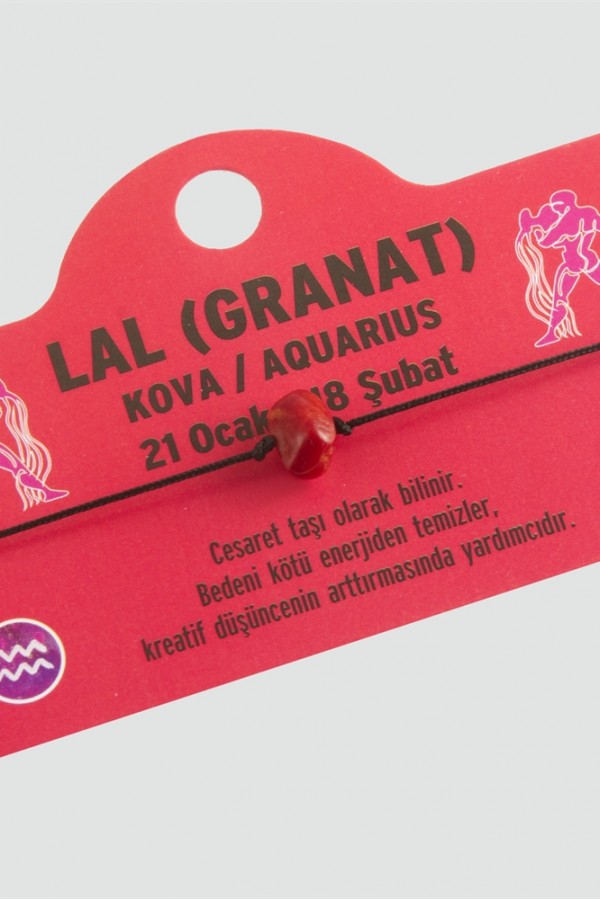 LAL (GRANAT)
KOVA / AQUARIUS
21 Ocak 18 Şubat
Cesaret taşı olarak bilinir.
Bedeni kötü enerjiden temizler,
kreatif düşüncenin arttırmasında yardımcıdır.